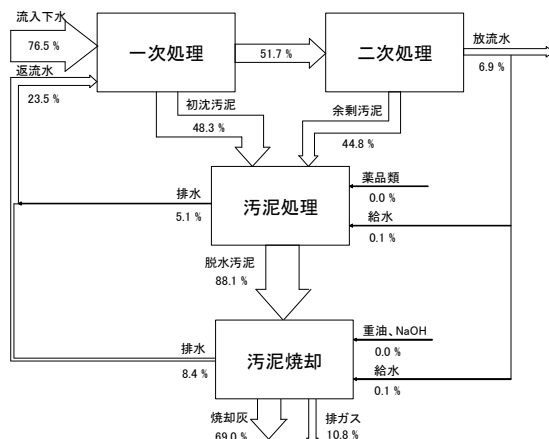 流入下水
76.5 %
返流水
23.5 %
一次処理
51.7 %
二次処理
放流水
6.9 %
初沈汚泥
48.3 %
余剰汚泥
44.8 %
汚泥処理
薬品類
0.0 %
給水
0.1 %
排水
5.1 %
脱水汚泥
88.1 %
汚泥焼却
重油、NaOH
0.0 %
給水
0.1 %
排水
8.4 %
焼却灰
69.0 %
排ガス
10.8 %